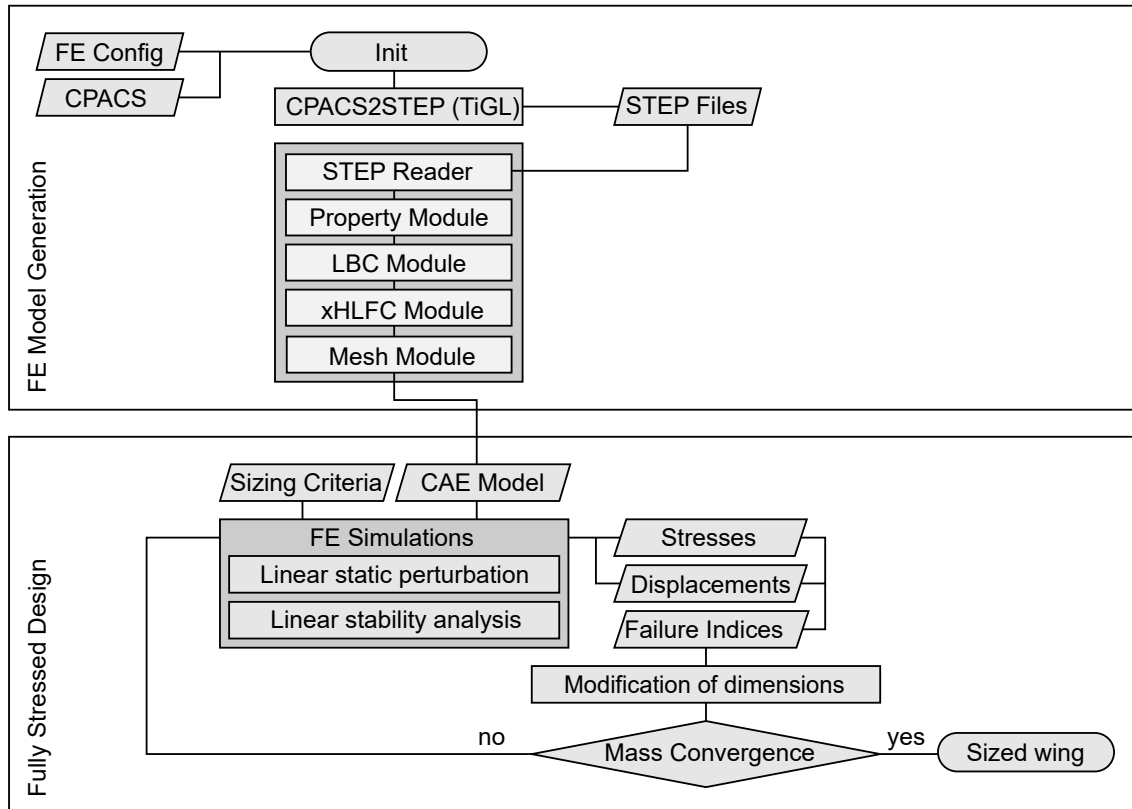 FE Model Generation
FE Config
Init
CPACS
CPACS2STEP (TiGL)
STEP Files
STEP Reader
Property Module
LBC Module
xHLFC Module
Mesh Module
Fully Stressed Design
Sizing Criteria
CAE Model
FE Simulations
Stresses
Linear static perturbation
Displacements
Linear stability analysis
Failure Indices
Modification of dimensions
no
Mass Convergence
yes
Sized wing